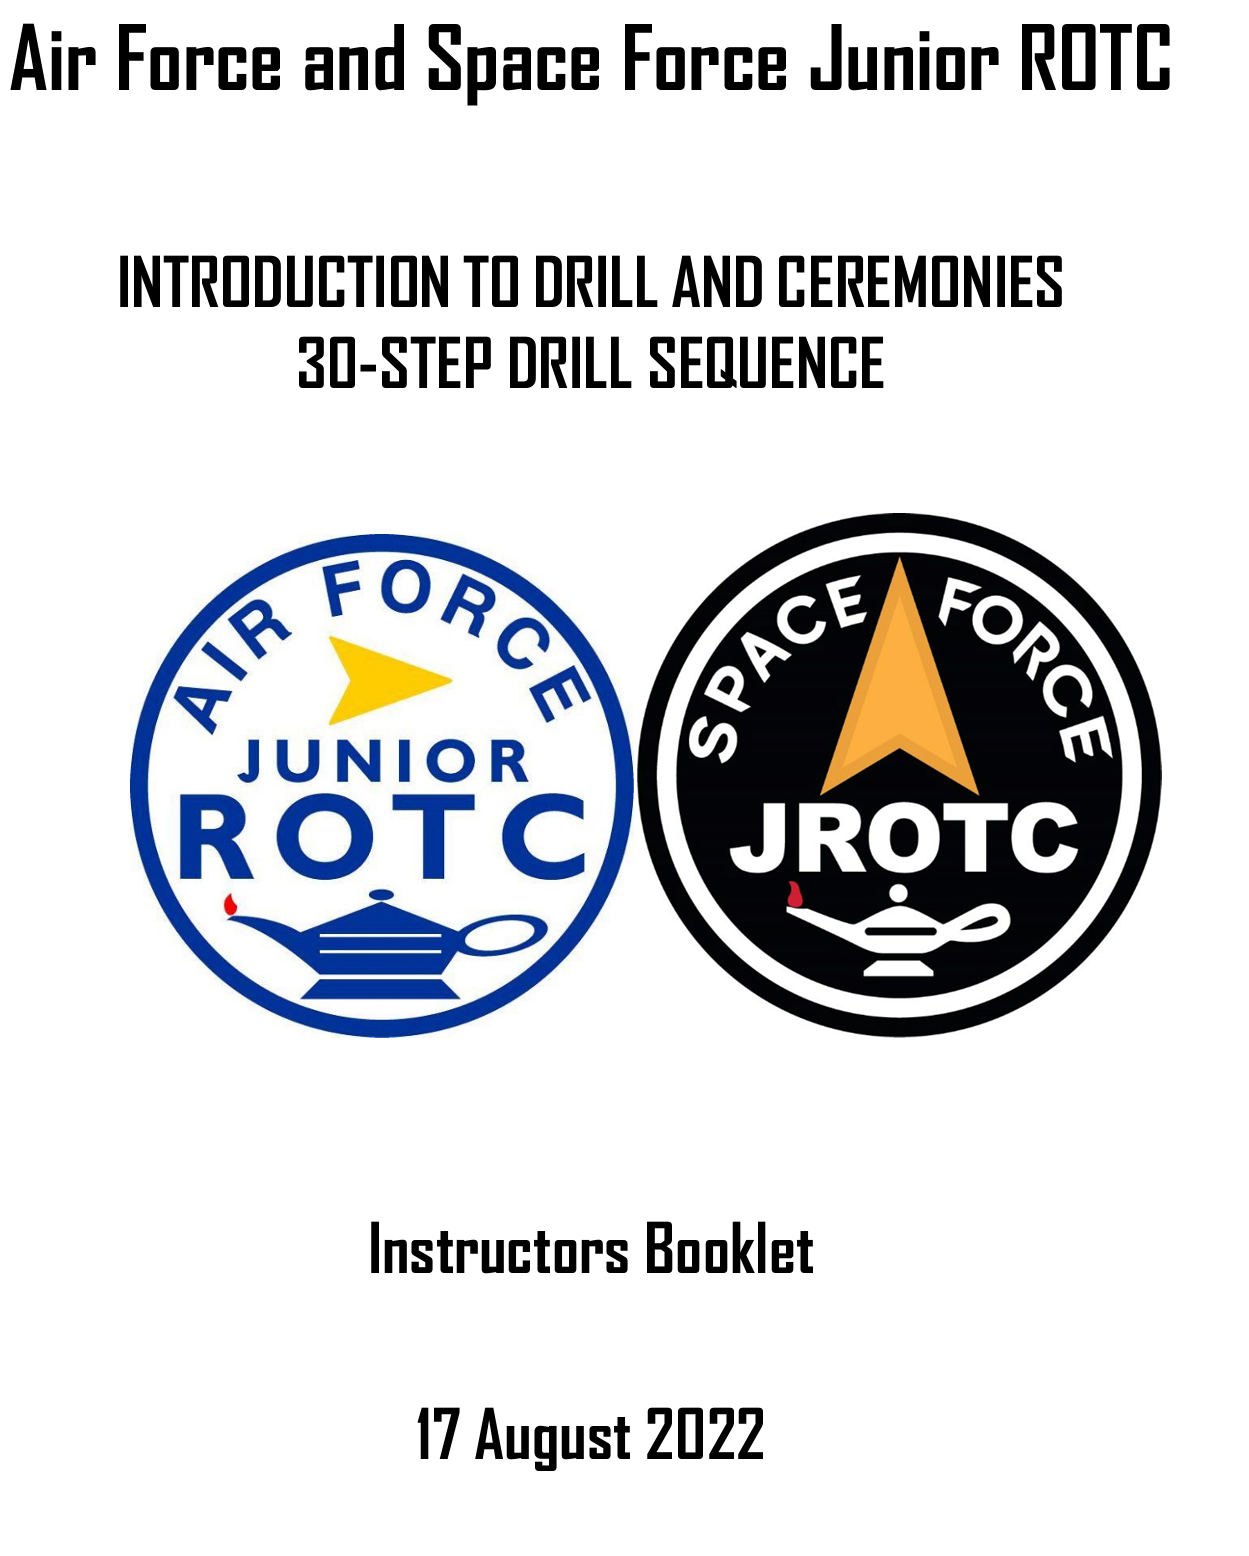 Air Force and Space Force Junior ROTC
INTRODUCTION TO DRILL AND CEREMONIES
30-STEP DRILL SEQUENCE
AIR FORCE
JUNIOR
ROTC
SPACE FORCE
JROTC
Instructors Booklet
17 August 2022